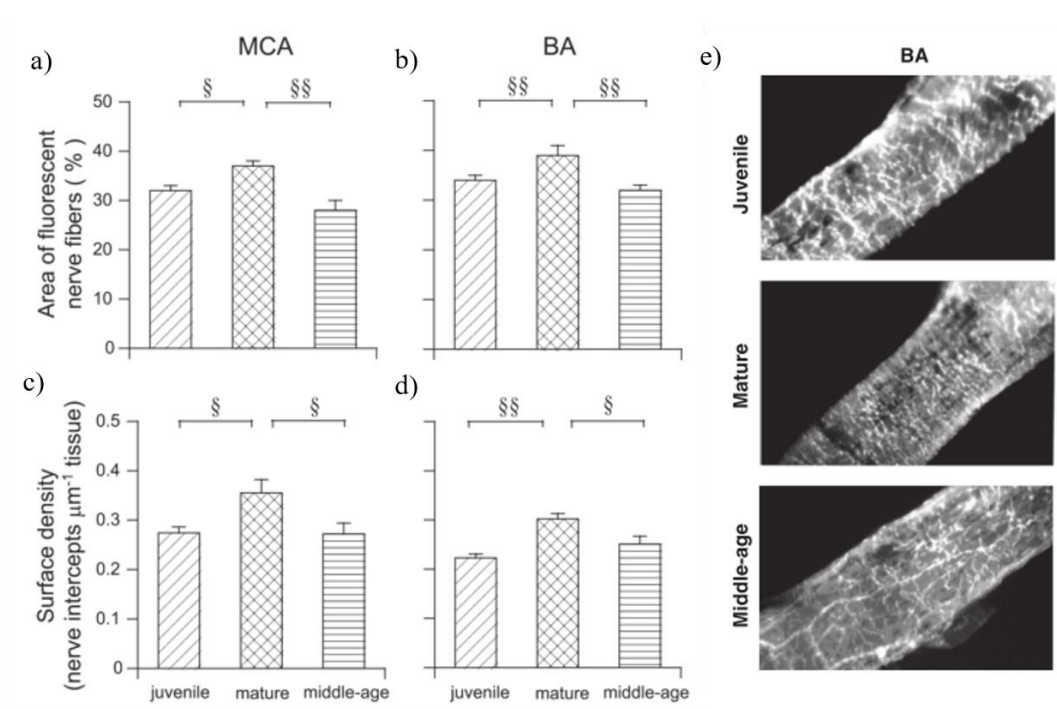 MCA
BA
a)
b)
e)
BA
§
§§
§§
§§
Area of fluorescent
nerve fibers ( % )
50
40
30
20
10
0
Juvenile
Mature
Middle-age
c)
d)
§
§
§§
§
Surface density
(nerve intercepts μm⁻¹ tissue)
0.5
0.4
0.3
0.2
0.1
0
juvenile
mature
middle-age
juvenile
mature
middle-age